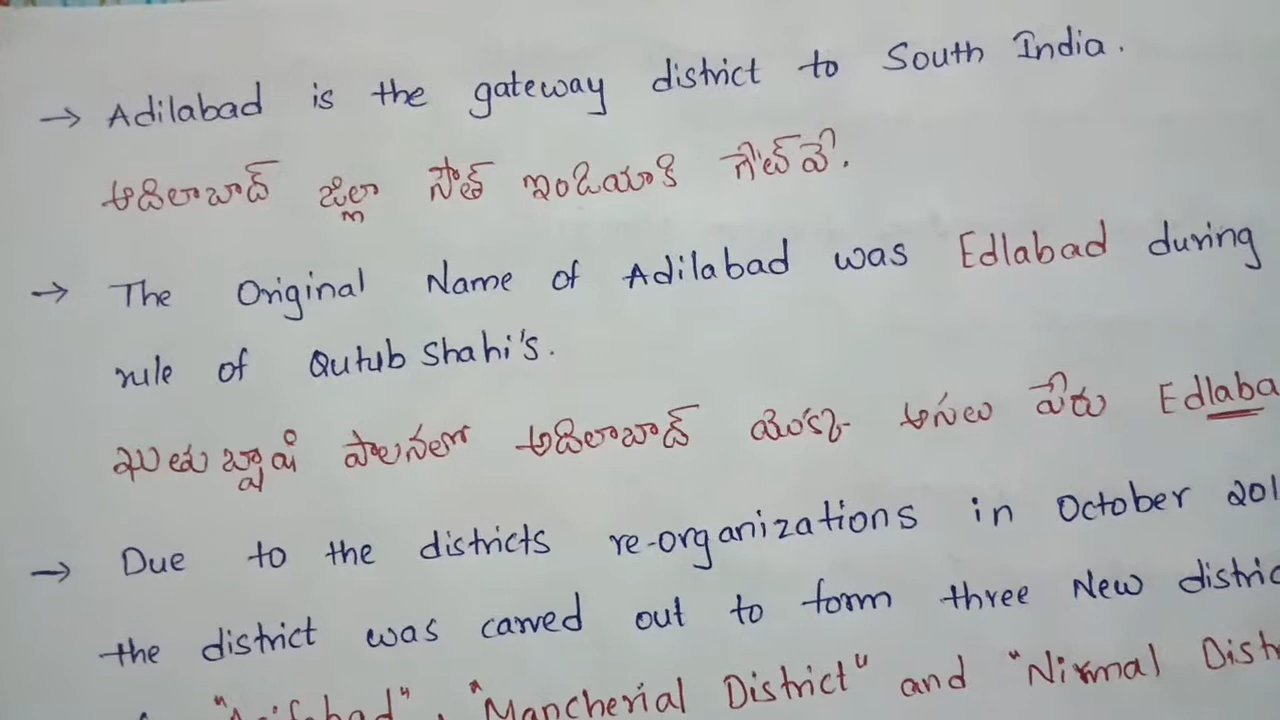 → Adilabad is the gateway district to South India.
ఆదిలాబాద్ జిల్లా సౌత్ ఇండియాకి గేట్ వే.
→ The Original Name of Adilabad was Edlabad during
rule of Qutub Shahi's.
ఖుతుబ్షాషి పాలనలో ఆదిలాబాద్ యొక్క అసలు పేరు Edlaba
→ Due to the districts re-organizations in October 201
the district was carved out to form three New distric
"Asifabad", "Mancherial District" and "Nirmal Distr